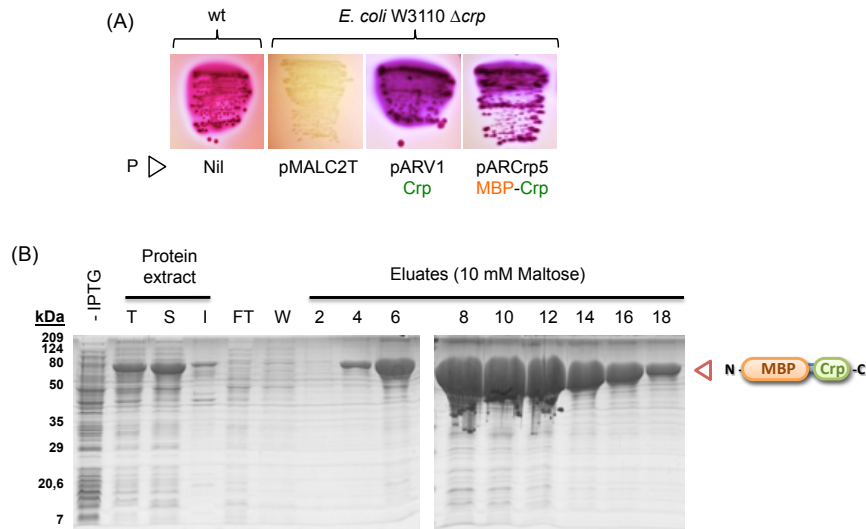 (A)
wt
E. coli W3110 Δcrp
P
Nil
pMALC2T
pARV1
pARCrp5
Crp
MBP-Crp
(B)
- IPTG
Protein
extract
Eluates (10 mM Maltose)
kDa
T
S
I
FT
W
2
4
6
8
10
12
14
16
18
209
124
80
50
35
29
20,6
7
N - MBP Crp -C